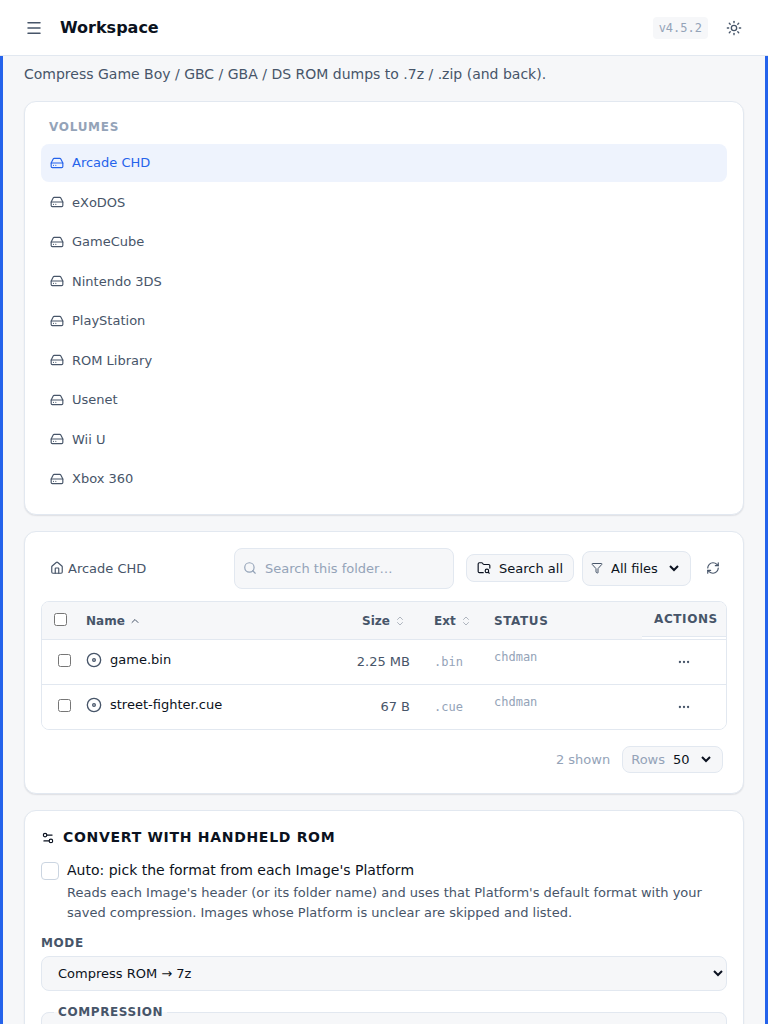 Workspace
v4.5.2
Compress Game Boy / GBC / GBA / DS ROM dumps to .7z / .zip (and back).
VOLUMES
Arcade CHD
eXoDOS
GameCube
Nintendo 3DS
PlayStation
ROM Library
Usenet
Wii U
Xbox 360
Arcade CHD
Search this folder…
Search all
All files
Name
Size
Ext
STATUS
ACTIONS
game.bin
2.25 MB
.bin
chdman
street-fighter.cue
67 B
.cue
chdman
2 shown
Rows 50
CONVERT WITH HANDHELD ROM
Auto: pick the format from each Image's Platform
Reads each Image's header (or its folder name) and uses that Platform's default format with your
saved compression. Images whose Platform is unclear are skipped and listed.
MODE
Compress ROM → 7z
COMPRESSION